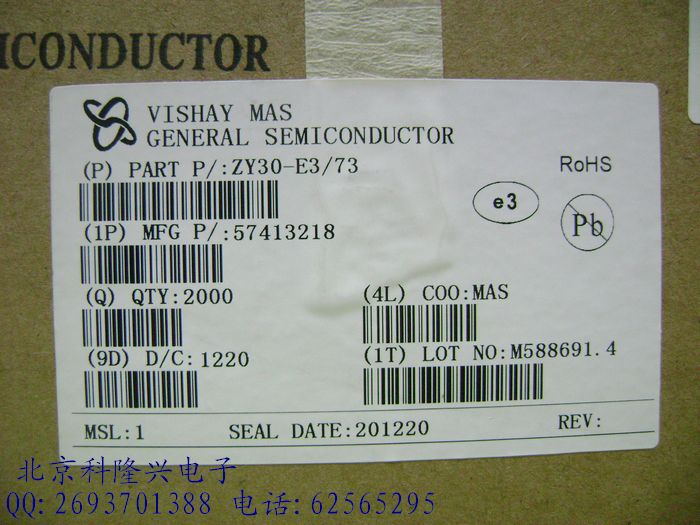 ICONDUCTOR
VISHAY MAS
GENERAL SEMICONDUCTOR
(P) PART P/:ZY30-E3/73
RoHS
e3
Pb
(1P) MFG P/:57413218
(Q) QTY:2000
(4L) COO:MAS
(9D) D/C:1220
(1T) LOT NO:M588691.4
MSL:1 SEAL DATE:201220 REV:
北京科隆兴电子
QQ:2693701388 电话:62565295